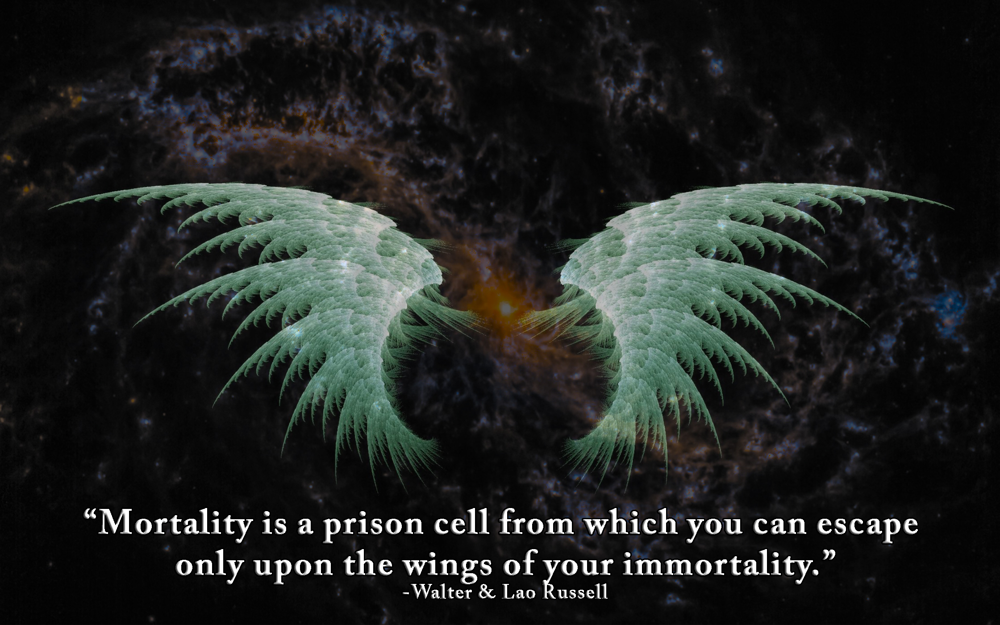 “Mortality is a prison cell from which you can escape
only upon the wings of your immortality.”
-Walter & Lao Russell